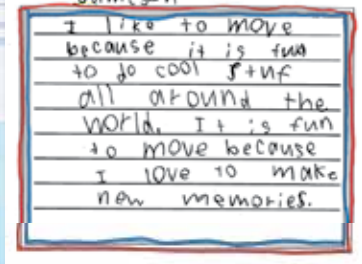 I like to move
because it is fun
to do cool stuf
all around the
world. It is fun
to move because
I love to make
new memories.